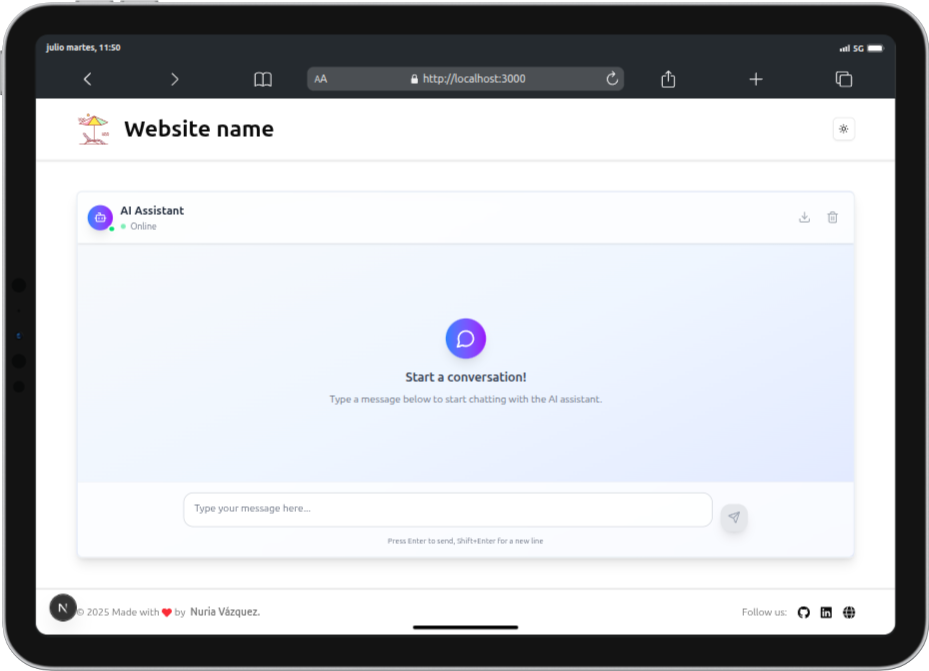 julio martes, 11:50
5G
AA
http://localhost:3000
Website name
AI Assistant
Online
Start a conversation!
Type a message below to start chatting with the AI assistant.
Type your message here...
Press Enter to send, Shift+Enter for a new line
N
© 2025 Made with ❤ by Nuria Vázquez.
Follow us: